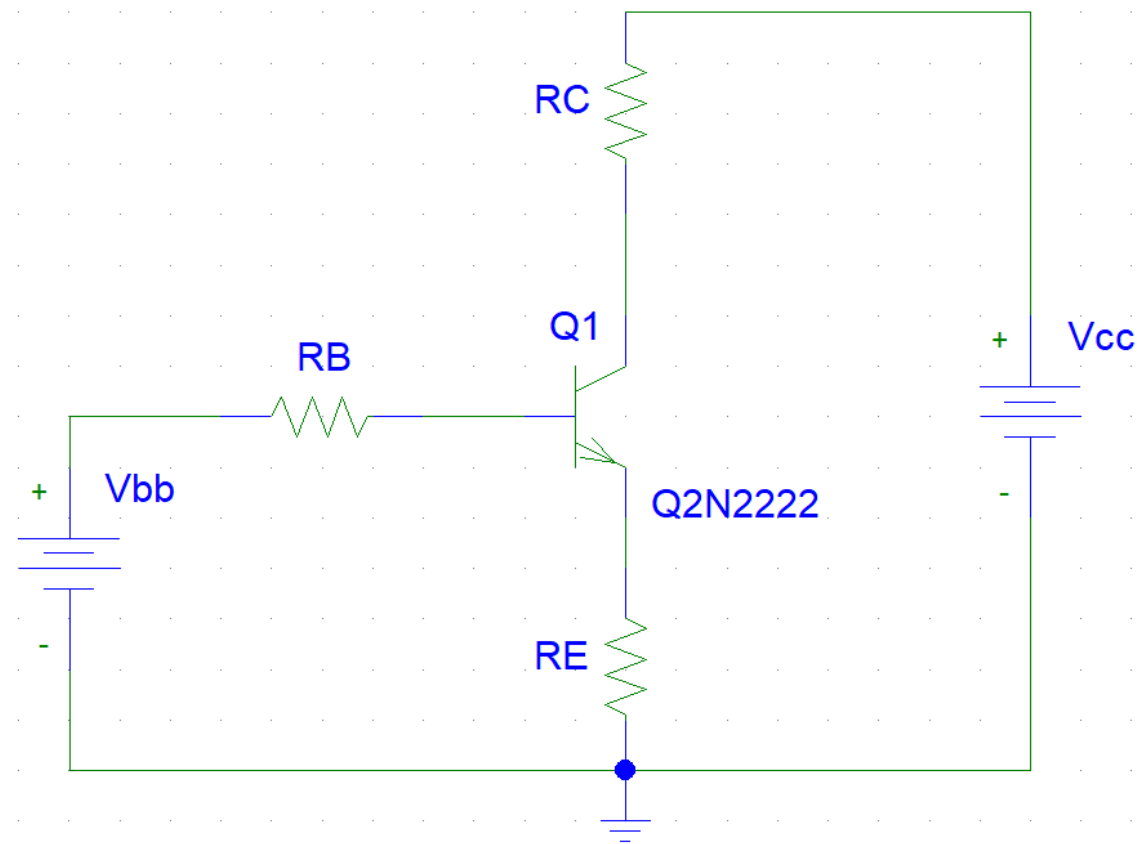 RC
Q1
+
Vcc
RB
+
Vbb
-
Q2N2222
-
RE